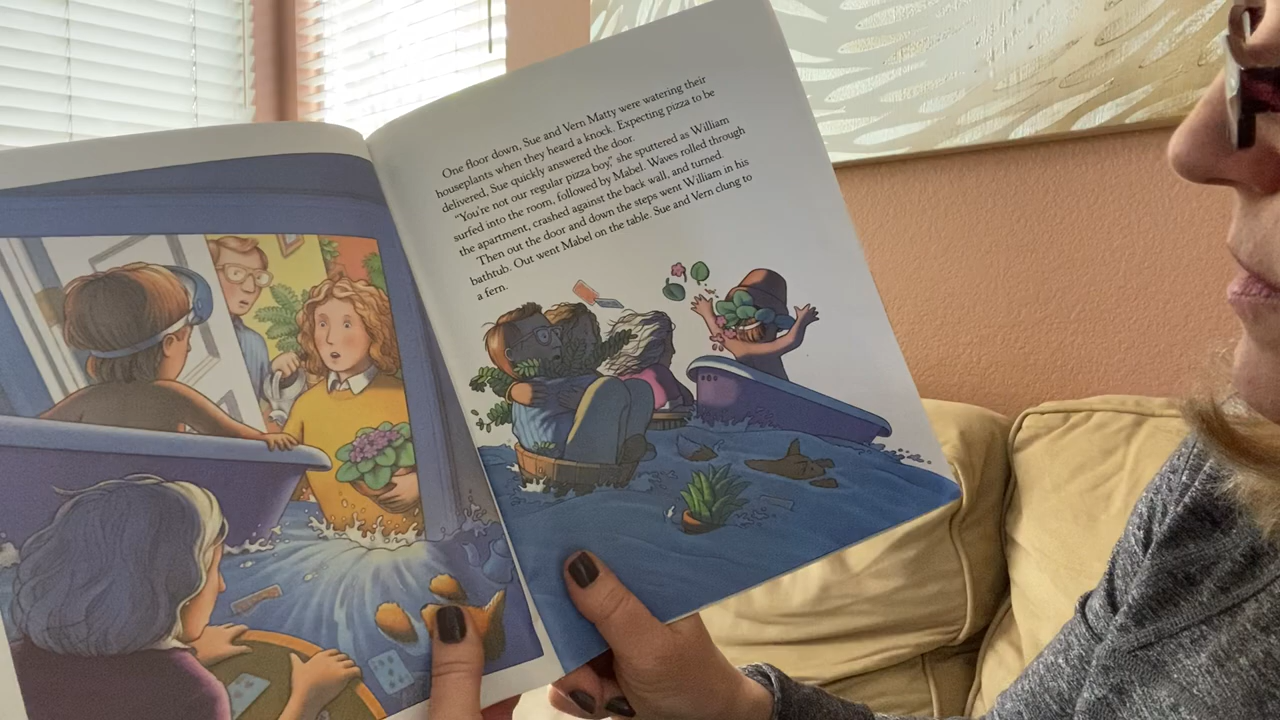 One floor down, Sue and Vern Matty were watering their
houseplants when they heard a knock. Expecting pizza to be
delivered, Sue quickly answered the door.
"You're not our regular pizza boy," she sputtered as William
surfed into the room, followed by Mabel. Waves rolled through
the apartment, crashed against the back wall, and turned.
Then out the door and down the steps went William in his
bathtub. Out went Mabel on the table. Sue and Vern clung to
a fern.